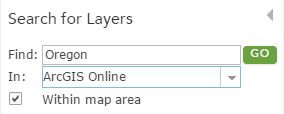 Search for Layers
Find: Oregon GO
In: ArcGIS Online
Within map area